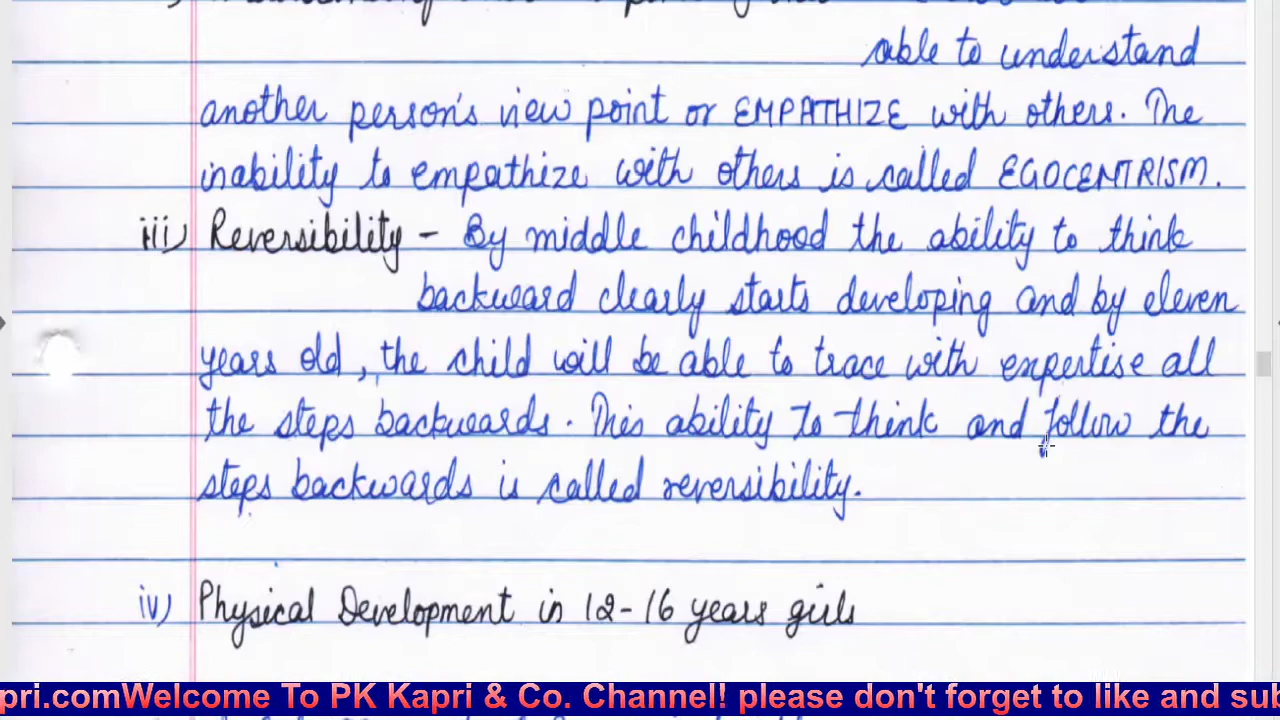 able to understand
another person's view point or EMPATHIZE with others. The
inability to empathize with others is called EGOCENTRISM.
iii) Reversibility - By middle childhood the ability to think
backward clearly starts developing and by eleven
years old, the child will be able to trace with expertise all
the steps backwards. This ability to think and follow the
steps backwards is called reversibility.
iv) Physical Development in 12-16 years girls
pri.comWelcome To PK Kapri & Co. Channel! please don't forget to like and sub